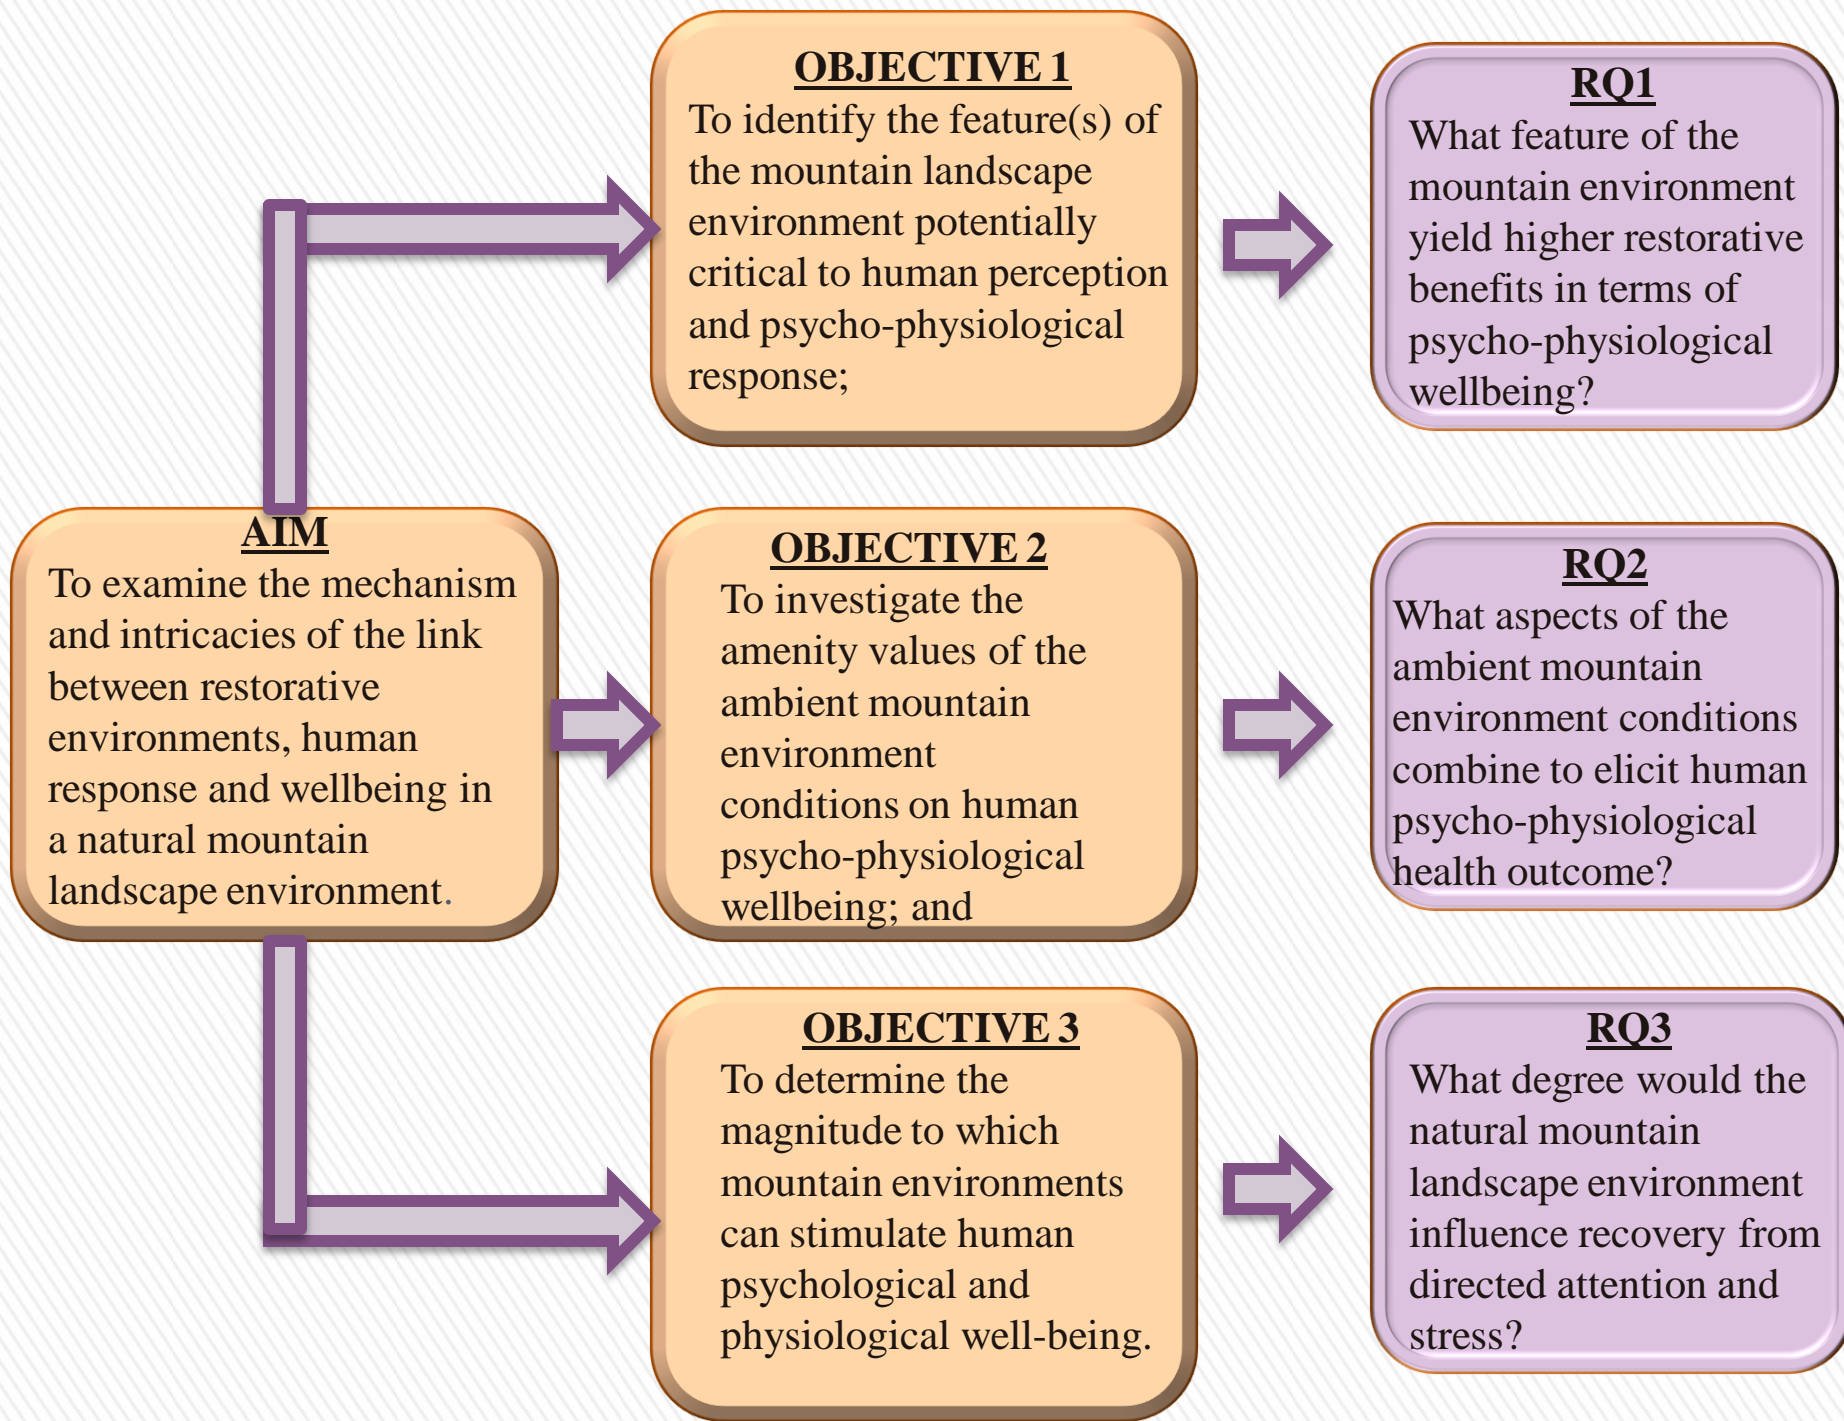 OBJECTIVE 1
To identify the feature(s) of
the mountain landscape
environment potentially
critical to human perception
and psycho-physiological
response;
RQ1
What feature of the
mountain environment
yield higher restorative
benefits in terms of
psycho-physiological
wellbeing?
AIM
To examine the mechanism
and intricacies of the link
between restorative
environments, human
response and wellbeing in
a natural mountain
landscape environment.
OBJECTIVE 2
To investigate the
amenity values of the
ambient mountain
environment
conditions on human
psycho-physiological
wellbeing; and
RQ2
What aspects of the
ambient mountain
environment conditions
combine to elicit human
psycho-physiological
health outcome?
OBJECTIVE 3
To determine the
magnitude to which
mountain environments
can stimulate human
psychological and
physiological well-being.
RQ3
What degree would the
natural mountain
landscape environment
influence recovery from
directed attention and
stress?